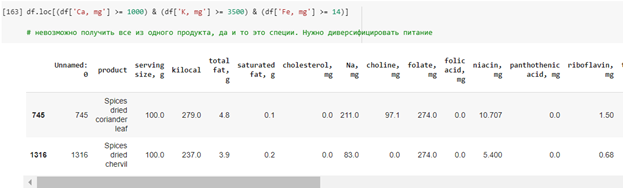 [163] df.loc[(df['Ca, mg'] >= 1000) & (df['K, mg'] >= 3500) & (df['Fe, mg'] >= 14)]
# невозможно получить все из одного продукта, да и то это специи. Нужно диверсифицировать питание
Unnamed: 0 product serving size, g kilocal total fat, g saturated fat, g cholesterol, mg Na, mg choline, mg folate, mg folic acid, mg niacin, mg panthothenic acid, mg riboflavin, mg
745 745 Spices dried coriander leaf 100.0 279.0 4.8 0.1 0.0 211.0 97.1 274.0 0.0 10.707 0.0 1.50
1316 1316 Spices dried chervil 100.0 237.0 3.9 0.2 0.0 83.0 0.0 274.0 0.0 5.400 0.0 0.68